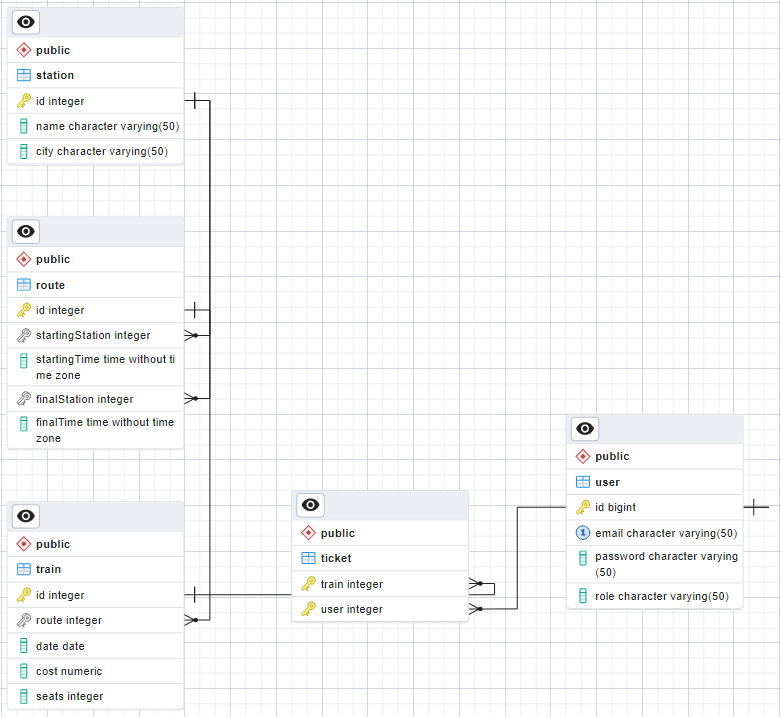 public
station
id integer
name character varying(50)
city character varying(50)
public
route
id integer
startingStation integer
startingTime time without ti
me zone
finalStation integer
finalTime time without time
zone
public
train
id integer
route integer
date date
cost numeric
seats integer
public
ticket
train integer
user integer
public
user
id bigint
1
email character varying(50)
password character varying
(50)
role character varying(50)